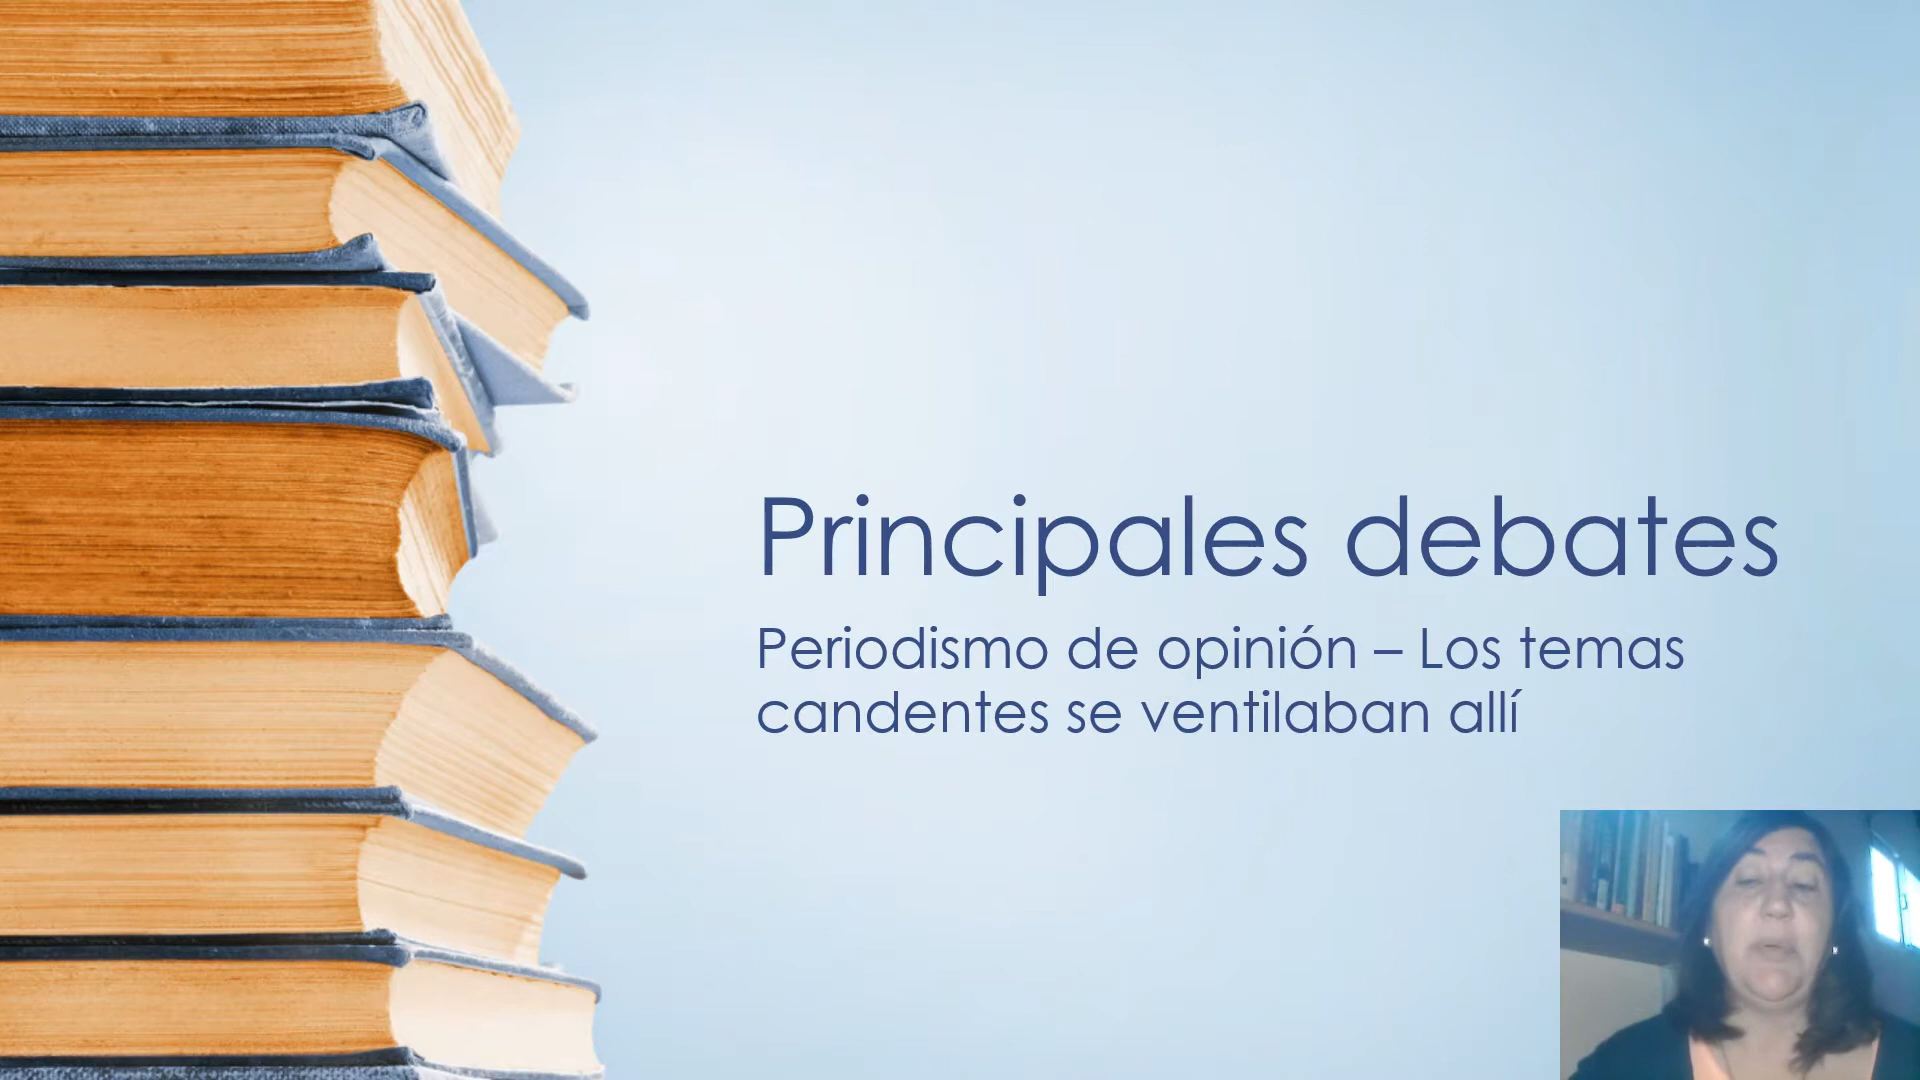 Principales debates
Periodismo de opinión – Los temas
candentes se ventilaban allí